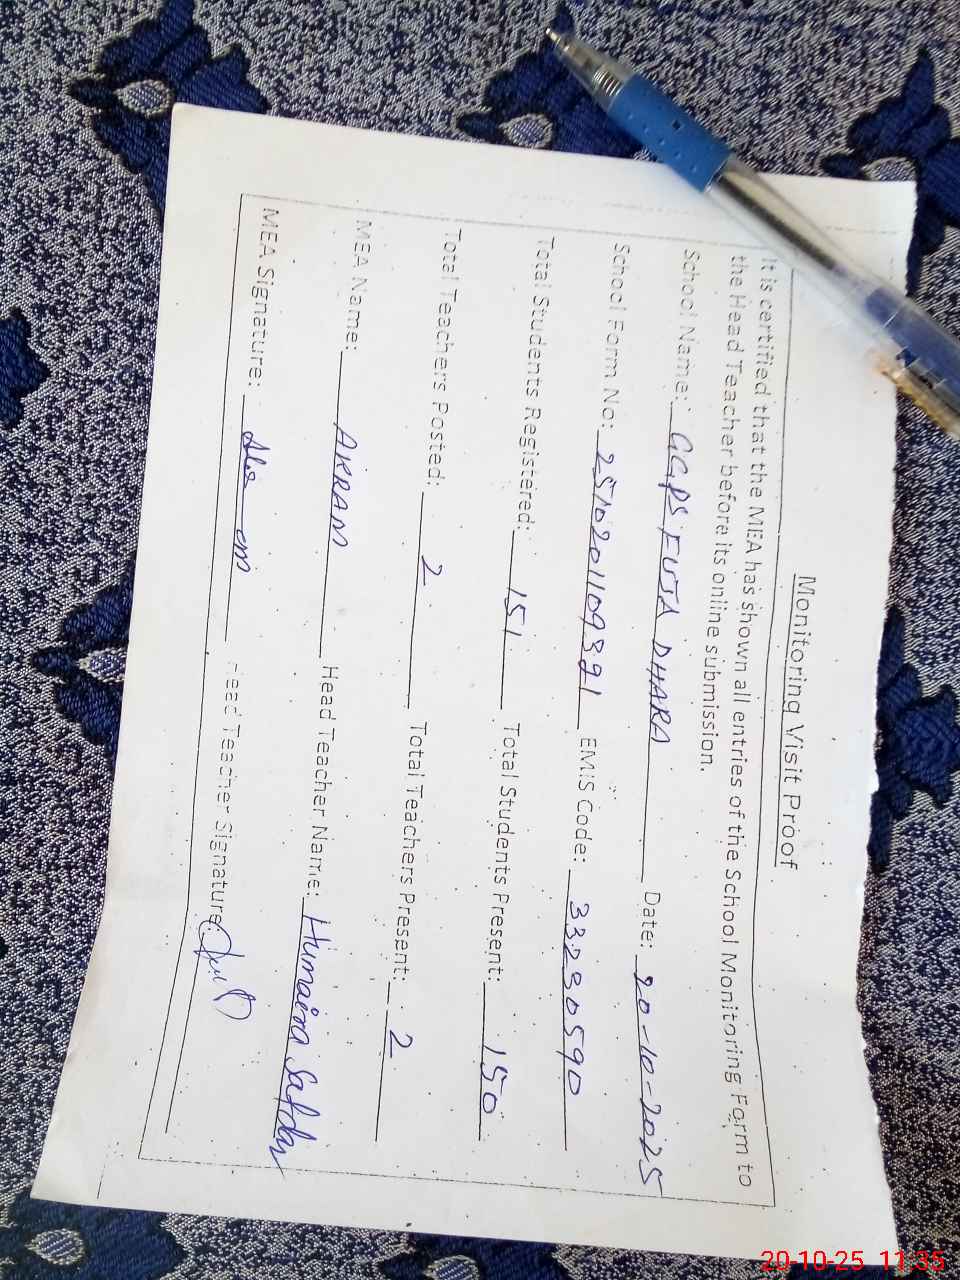 Monitoring Visit Proof
It is certified that the MEA has shown all entries of the School Monitoring Form to
the Head Teacher before its online submission.
School Name: GGPS FUJA DHARA Date: 20-10-2025
School Form No: 2510201109391 EMIS Code: 33230590
Total Students Registered: 151 Total Students Present: 150
Total Teachers Posted: 2 Total Teachers Present: 2
MEA Name: AKRAM Head Teacher Name: Humaira Safdar
MEA Signature: Head Teacher Signature:
20-10-25 11:35